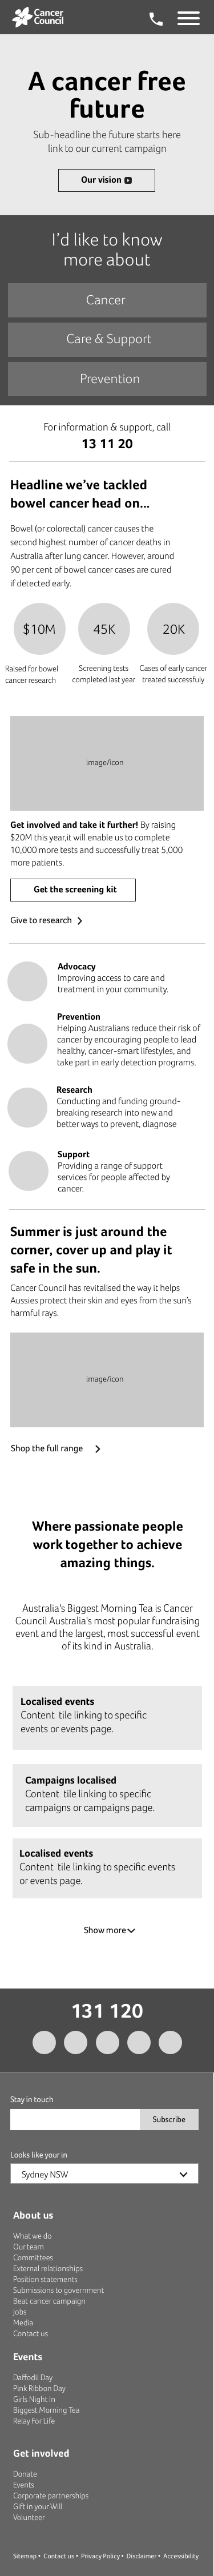 Cancer
Council
A cancer free
future
Sub-headline the future starts here
link to our current campaign
Our vision
I'd like to know
more about
Cancer
Care & Support
Prevention
For information & support, call
13 11 20
Headline we've tackled
bowel cancer head on...
Bowel (or colorectal) cancer causes the
second highest number of cancer deaths in
Australia after lung cancer. However, around
90 per cent of bowel cancer cases are cured
if detected early.
$10M 45K 20K
Raised for bowel Screening tests Cases of early cancer
cancer research completed last year treated successfuly
image/icon
Get involved and take it further! By raising
$20M this year,it will enable us to complete
10,000 more tests and successfully treat 5,000
more patients.
Get the screening kit
Give to research
Advocacy
Improving access to care and
treatment in your community.
Prevention
Helping Australians reduce their risk of
cancer by encouraging people to lead
healthy, cancer-smart lifestyles, and
take part in early detection programs.
Research
Conducting and funding ground-
breaking research into new and
better ways to prevent, diagnose
Support
Providing a range of support
services for people affected by
cancer.
Summer is just around the
corner, cover up and play it
safe in the sun.
Cancer Council has revitalised the way it helps
Aussies protect their skin and eyes from the sun's
harmful rays.
image/icon
Shop the full range
Where passionate people
work together to achieve
amazing things.
Australia's Biggest Morning Tea is Cancer
Council Australia's most popular fundraising
event and the largest, most successful event
of its kind in Australia.
Localised events
Content tile linking to specific
events or events page.
Campaigns localised
Content tile linking to specific
campaigns or campaigns page.
Localised events
Content tile linking to specific events
or events page.
Show more
131 120
Stay in touch
Subscribe
Looks like your in
Sydney NSW
About us
What we do
Our team
Committees
External relationships
Position statements
Submissions to government
Beat cancer campaign
Jobs
Media
Contact us
Events
Daffodil Day
Pink Ribbon Day
Girls Night In
Biggest Morning Tea
Relay For Life
Get involved
Donate
Events
Corporate partnerships
Gift in your Will
Volunteer
Sitemap • Contact us • Privacy Policy • Disclaimer • Accessibility